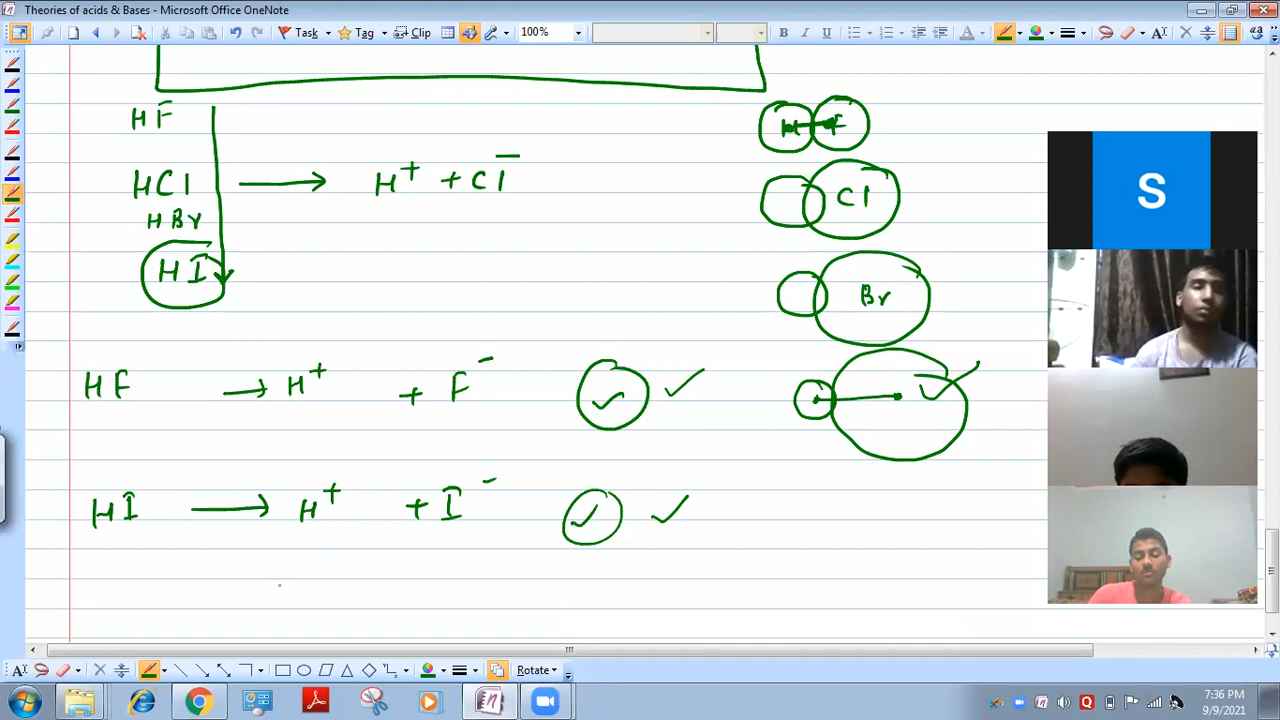 Theories of acids & Bases - Microsoft Office OneNote
Task Tag Clip 100% B I U
HF
H F
HCl → H+ + Cl-
Cl
HBr
HI
Br
HF → H+ + F- ✓ ✓
✓
HI → H+ + I- ✓ ✓
S
Rotate
7:36 PM
9/9/2021